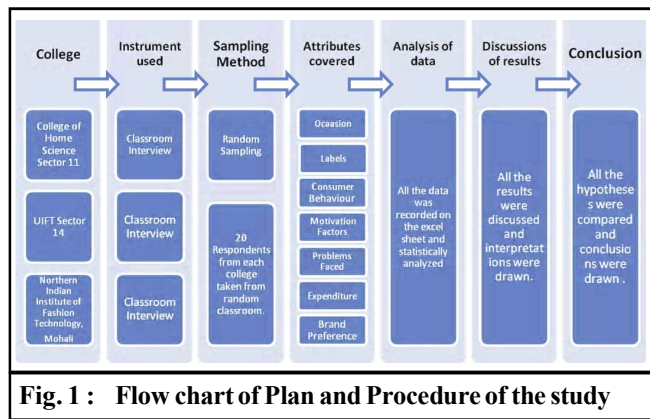 College
Instrument
used
Sampling
Method
Attributes
covered
Analysis of
data
Discussions
of results
Conclusion
College of
Home
Science
Sector 11
UIFT Sector
14
Northern
Indian
Institute of
Fashion
Technology,
Mohali
Classroom
Interview
Classroom
Interview
Classroom
Interview
Random
Sampling
20
Respondents
from each
college
taken from
random
classroom.
Ocaasion
Labels
Consumer
Behaviour
Motivation
Factors
Problems
Faced
Expenditure
Brand
Preference
All the data
was
recorded on
the excel
sheet and
statistically
analyzed
All the
results
were
discussed
and
interpretat
ions were
drawn.
All the
hypothese
s were
compared
and
conclusio
ns were
drawn .
Fig. 1 : Flow chart of Plan and Procedure of the study